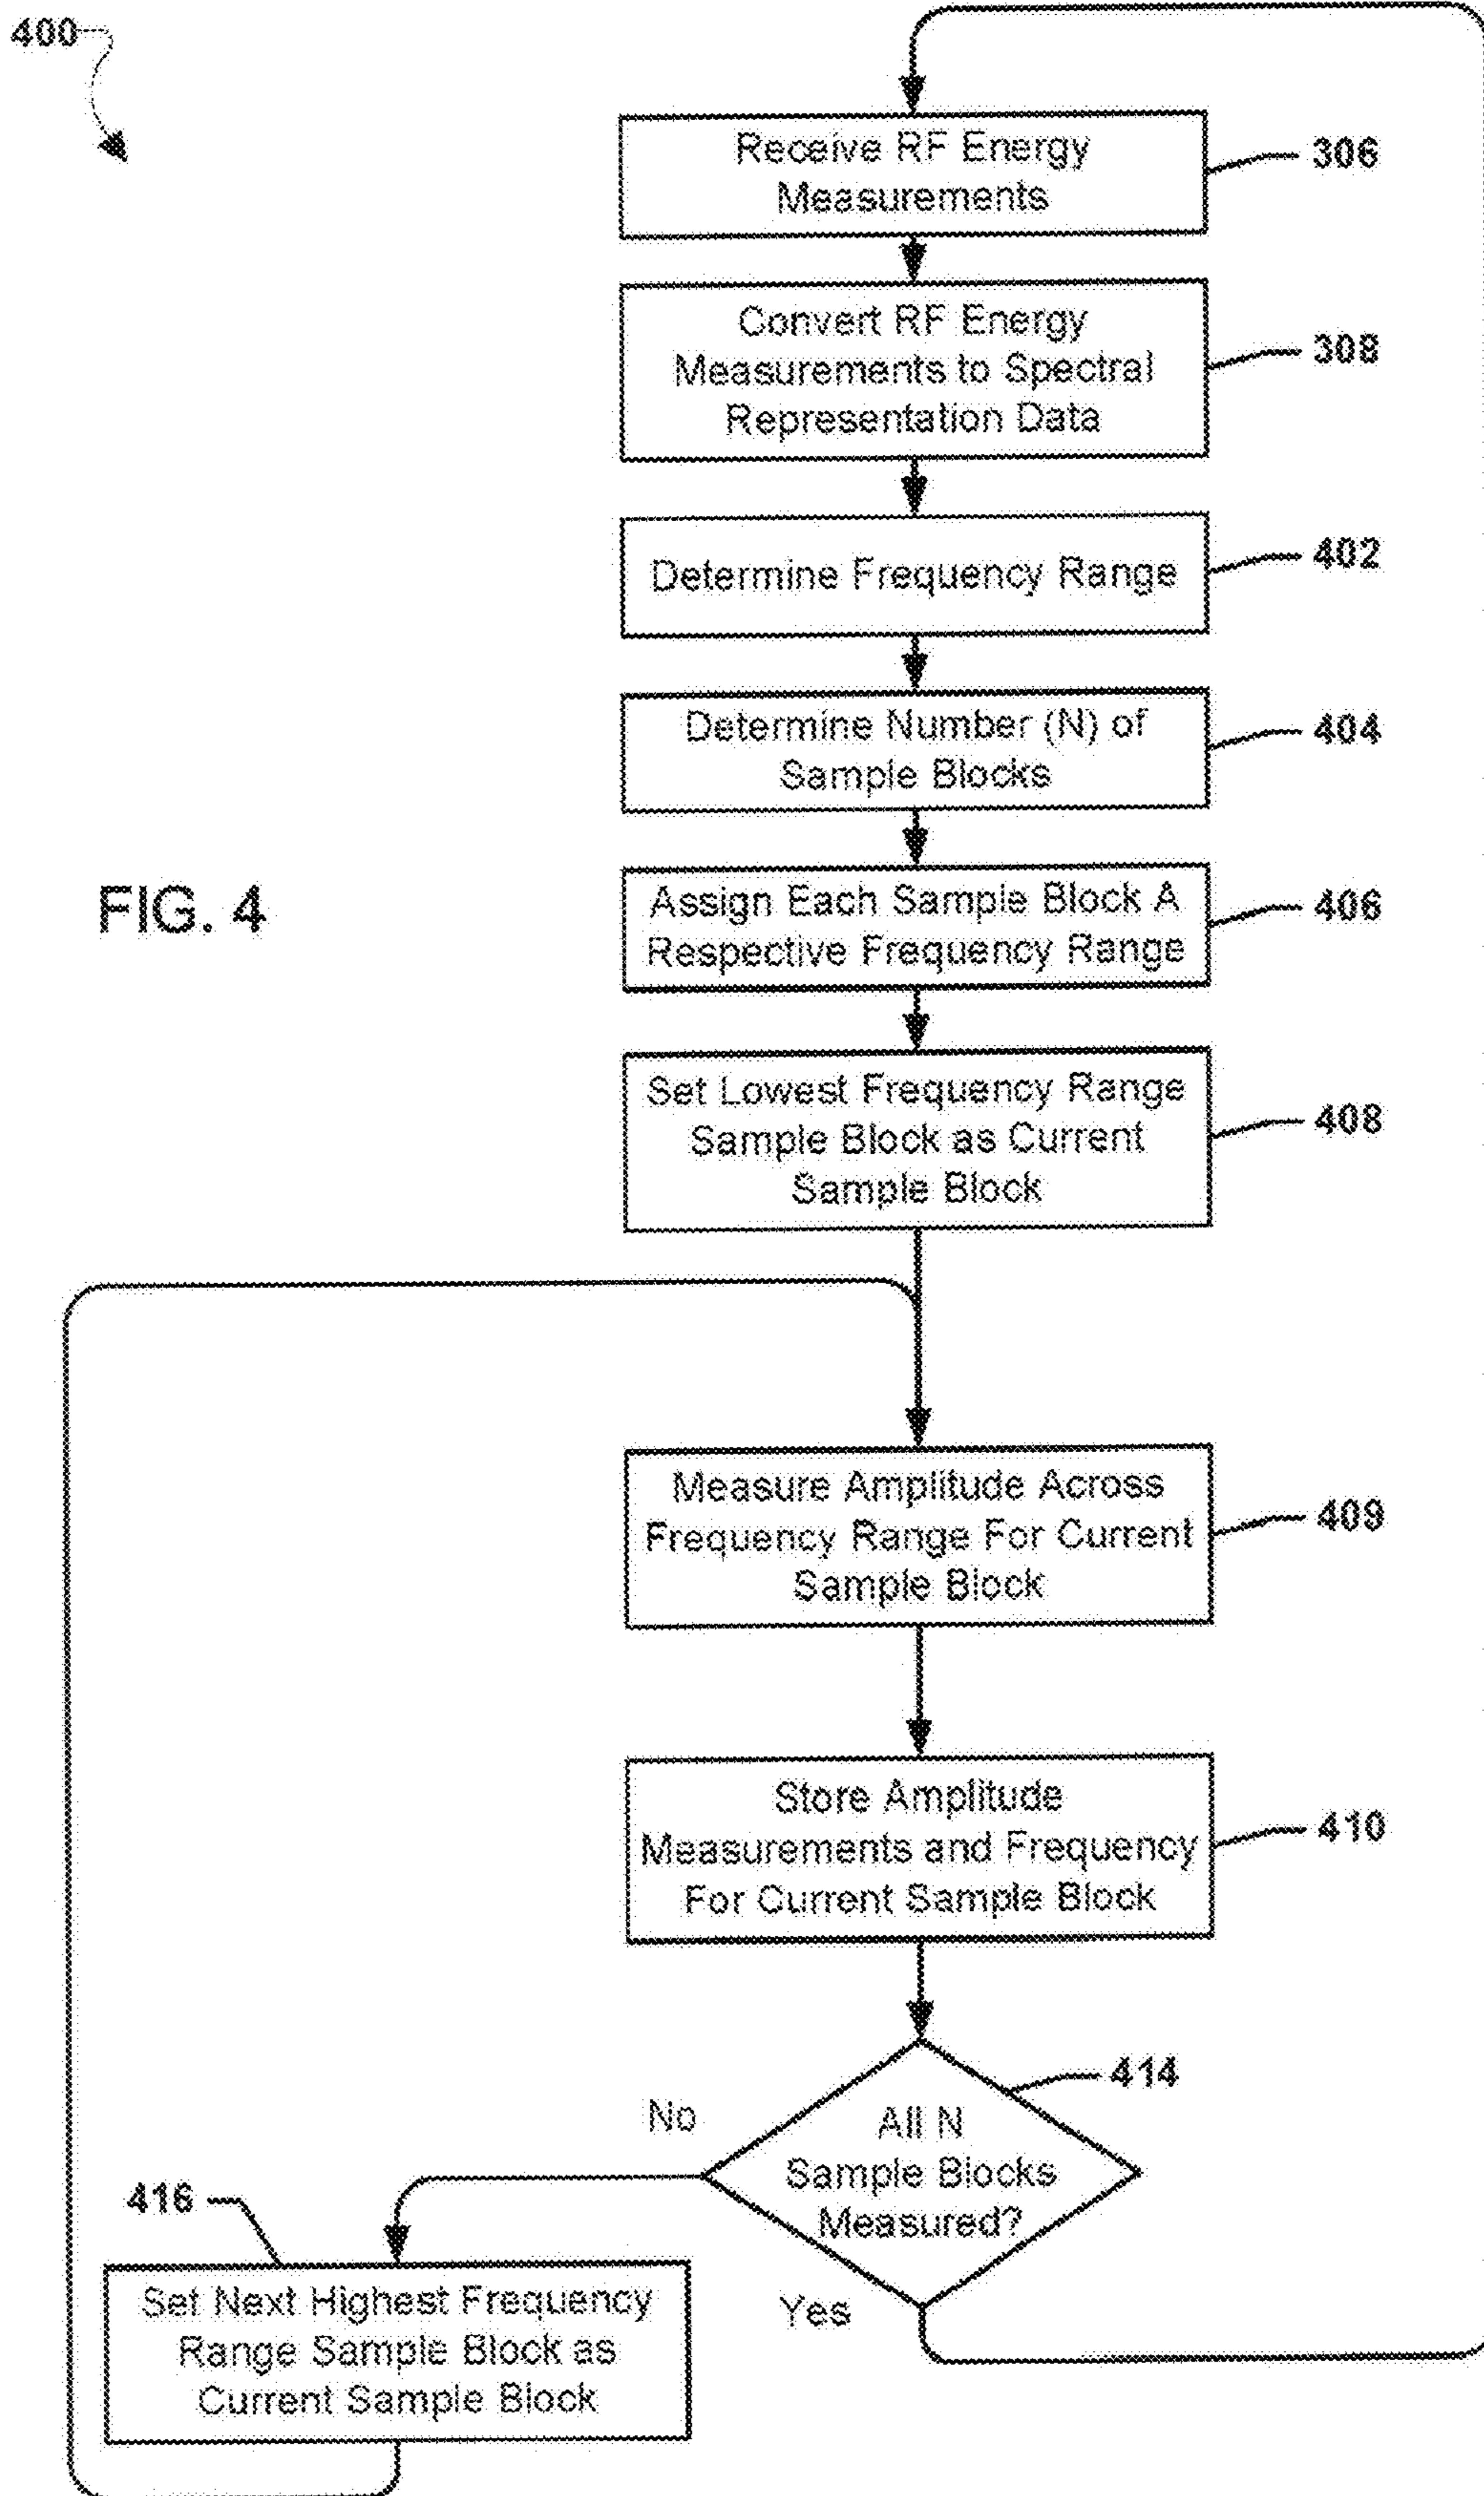 400
Receive RF Energy
Measurements
306
Convert RF Energy
Measurements to Spectral
Representation Data
308
Determine Frequency Range
402
Determine Number (N) of
Sample Blocks
404
FIG. 4
Assign Each Sample Block A
Respective Frequency Range
406
Set Lowest Frequency Range
Sample Block as Current
Sample Block
408
Measure Amplitude Across
Frequency Range For Current
Sample Block
409
Store Amplitude
Measurements and Frequency
For Current Sample Block
410
414
No
All N
Sample Blocks
Measured?
Yes
416
Set Next Highest Frequency
Range Sample Block as
Current Sample Block